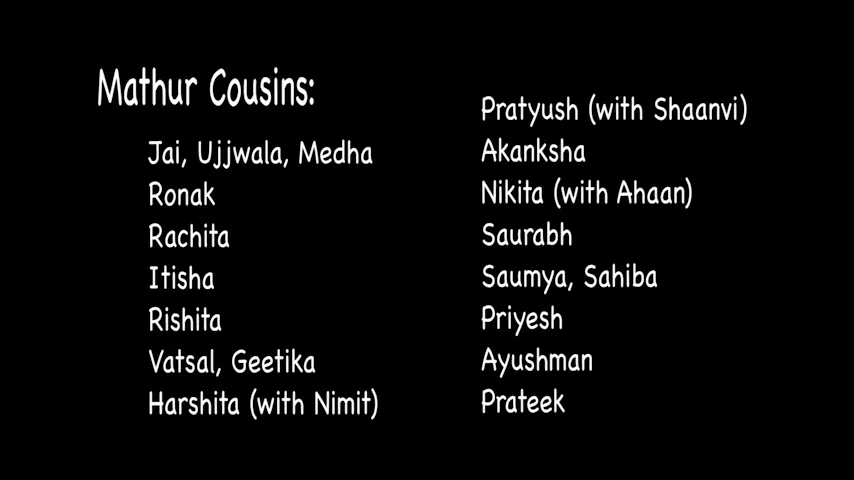 Mathur Cousins:
Jai, Ujjwala, Medha
Ronak
Rachita
Itisha
Rishita
Vatsal, Geetika
Harshita (with Nimit)
Pratyush (with Shaanvi)
Akanksha
Nikita (with Ahaan)
Saurabh
Saumya, Sahiba
Priyesh
Ayushman
Prateek